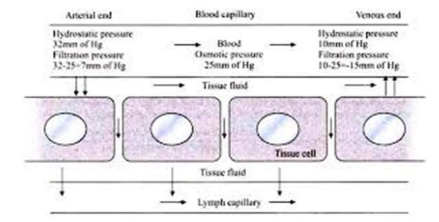 Arterial end Blood capillary Venous end
Hydrostatic pressure
32mm of Hg
Filtration pressure
32-25=7mm of Hg
Blood
Osmotic pressure
25mm of Hg
Hydrostatic pressure
10mm of Hg
Filtration pressure
10-25=-15mm of Hg
Tissue fluid
Tissue cell
Tissue fluid
Lymph capillary